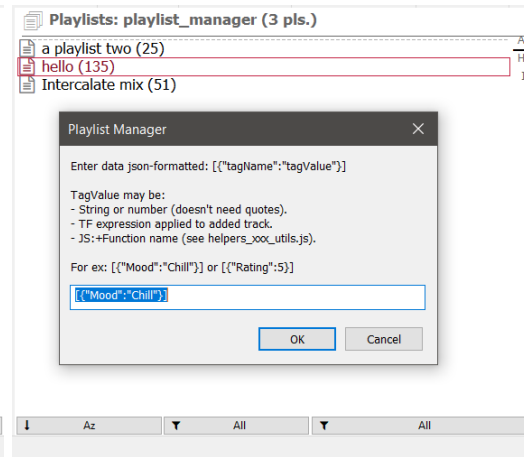 Playlists: playlist_manager (3 pls.)
a playlist two (25)
hello (135)
Intercalate mix (51)
A
H
I
Playlist Manager
Enter data json-formatted: [{"tagName":"tagValue"}]
TagValue may be:
- String or number (doesn't need quotes).
- TF expression applied to added track.
- JS:+Function name (see helpers_xxx_utils.js).
For ex: [{"Mood":"Chill"}] or [{"Rating":5}]
[{"Mood":"Chill"}]
OK Cancel
Az All All